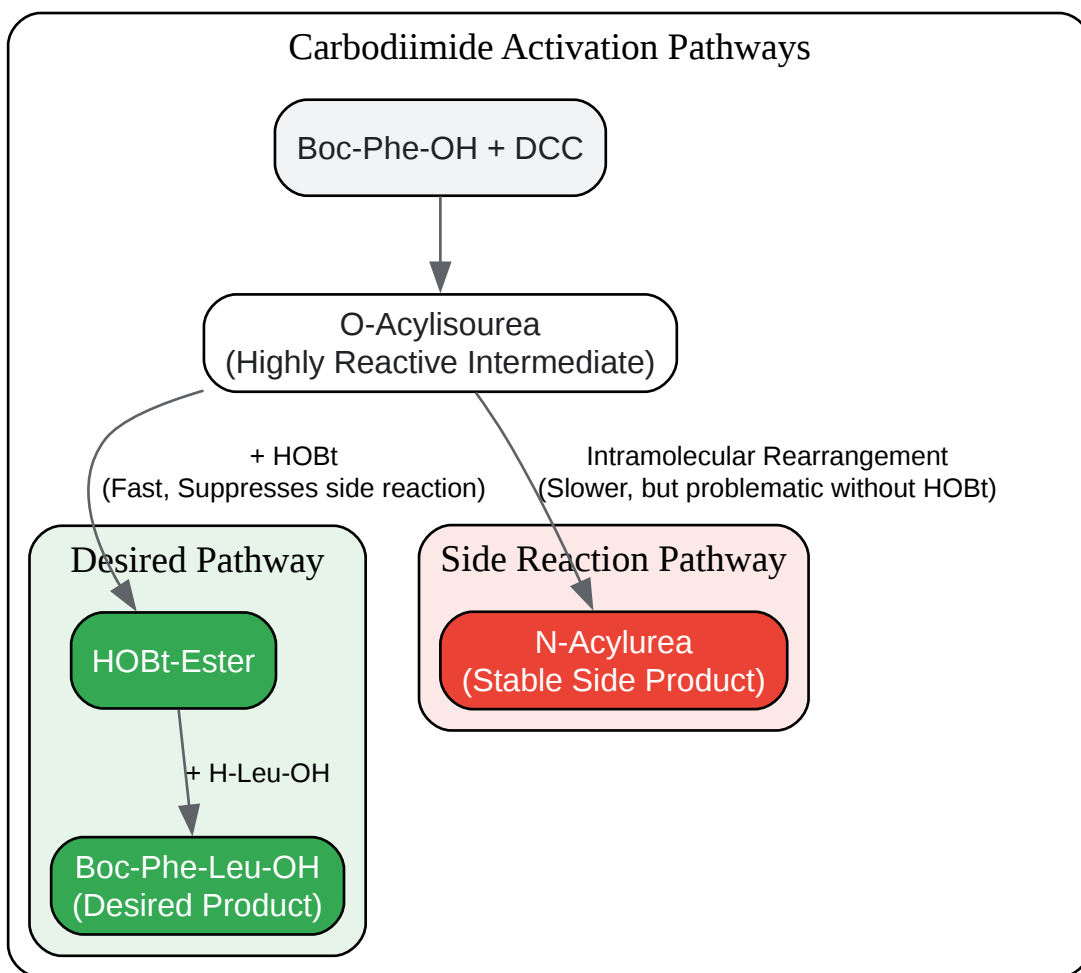 Carbodiimide Activation Pathways
Boc-Phe-OH + DCC
O-Acylisourea
(Highly Reactive Intermediate)
+ HOBt
(Fast, Suppresses side reaction)
Intramolecular Rearrangement
(Slower, but problematic without HOBt)
Desired Pathway
HOBt-Ester
+ H-Leu-OH
Boc-Phe-Leu-OH
(Desired Product)
Side Reaction Pathway
N-Acylurea
(Stable Side Product)